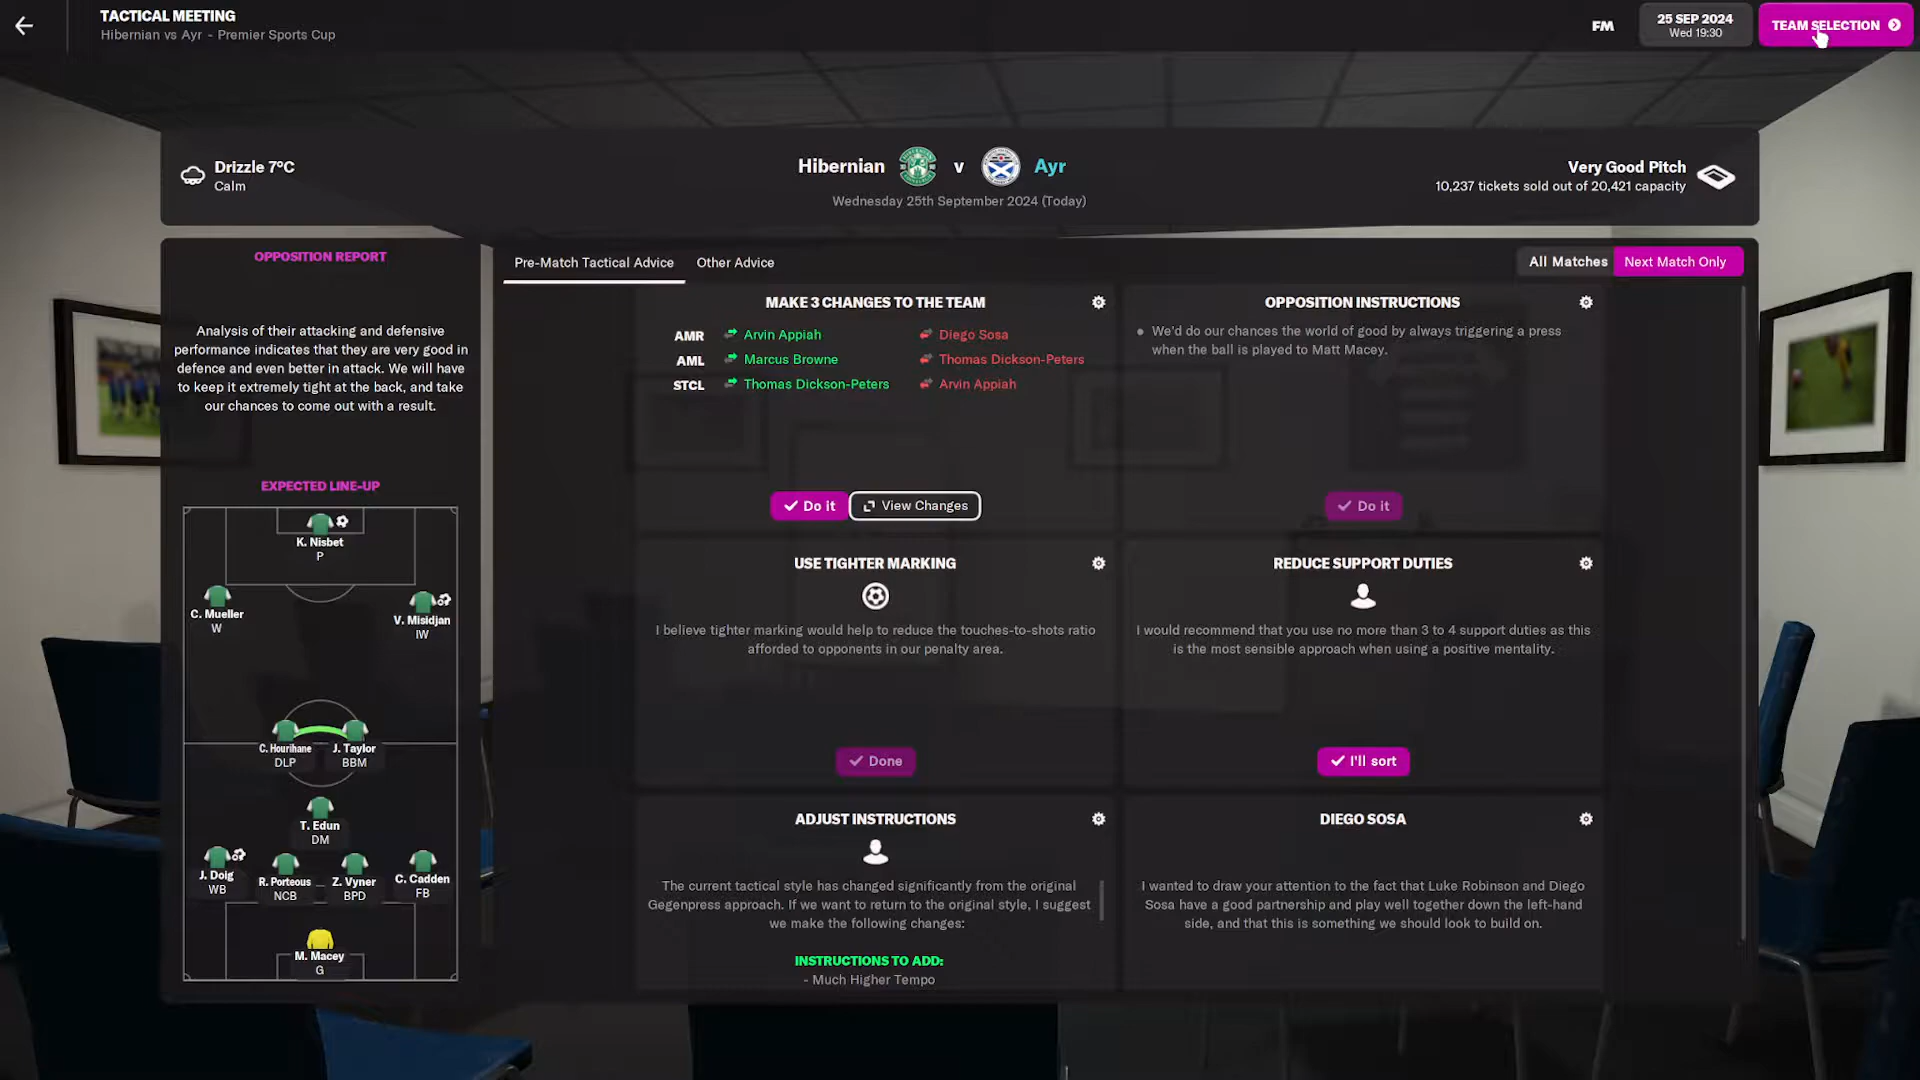 TACTICAL MEETING
Hibernian vs Ayr - Premier Sports Cup
FM
25 SEP 2024
Wed 19:30
TEAM SELECTION
Drizzle 7°C
Calm
Hibernian v Ayr
Wednesday 25th September 2024 (Today)
Very Good Pitch
10,237 tickets sold out of 20,421 capacity
OPPOSITION REPORT
Analysis of their attacking and defensive
performance indicates that they are very good in
defence and even better in attack. We will have
to keep it extremely tight at the back, and take
our chances to come out with a result.
EXPECTED LINE-UP
K. Nisbet
P
C. Mueller
W
V. Misidjan
IW
C. Hourihane
DLP
J. Taylor
BBM
T. Edun
DM
J. Doig
WB
R. Porteous
NCB
Z. Vyner
BPD
C. Cadden
FB
M. Macey
G
Pre-Match Tactical Advice
Other Advice
All Matches
Next Match Only
MAKE 3 CHANGES TO THE TEAM
AMR Arvin Appiah Diego Sosa
AML Marcus Browne Thomas Dickson-Peters
STCL Thomas Dickson-Peters Arvin Appiah
Do it
View Changes
OPPOSITION INSTRUCTIONS
• We'd do our chances the world of good by always triggering a press
when the ball is played to Matt Macey.
Do it
USE TIGHTER MARKING
I believe tighter marking would help to reduce the touches-to-shots ratio
afforded to opponents in our penalty area.
Done
REDUCE SUPPORT DUTIES
I would recommend that you use no more than 3 to 4 support duties as this
is the most sensible approach when using a positive mentality.
I'll sort
ADJUST INSTRUCTIONS
The current tactical style has changed significantly from the original
Gegenpress approach. If we want to return to the original style, I suggest
we make the following changes:
INSTRUCTIONS TO ADD:
- Much Higher Tempo
DIEGO SOSA
I wanted to draw your attention to the fact that Luke Robinson and Diego
Sosa have a good partnership and play well together down the left-hand
side, and that this is something we should look to build on.